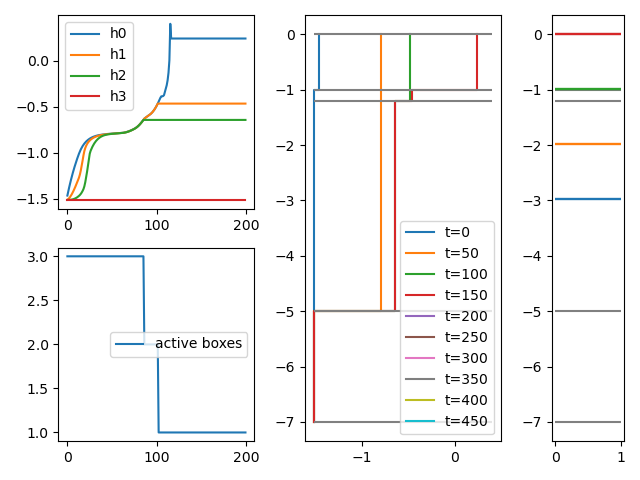 h0
h1
h2
h3
0.0
−0.5
−1.0
−1.5
0 100 200
3.0
2.5
2.0
1.5
1.0
active boxes
0 100 200
0
−1
−2
−3
−4
−5
−6
−7
t=0
t=50
t=100
t=150
t=200
t=250
t=300
t=350
t=400
t=450
−1 0
0
−1
−2
−3
−4
−5
−6
−7
0 1